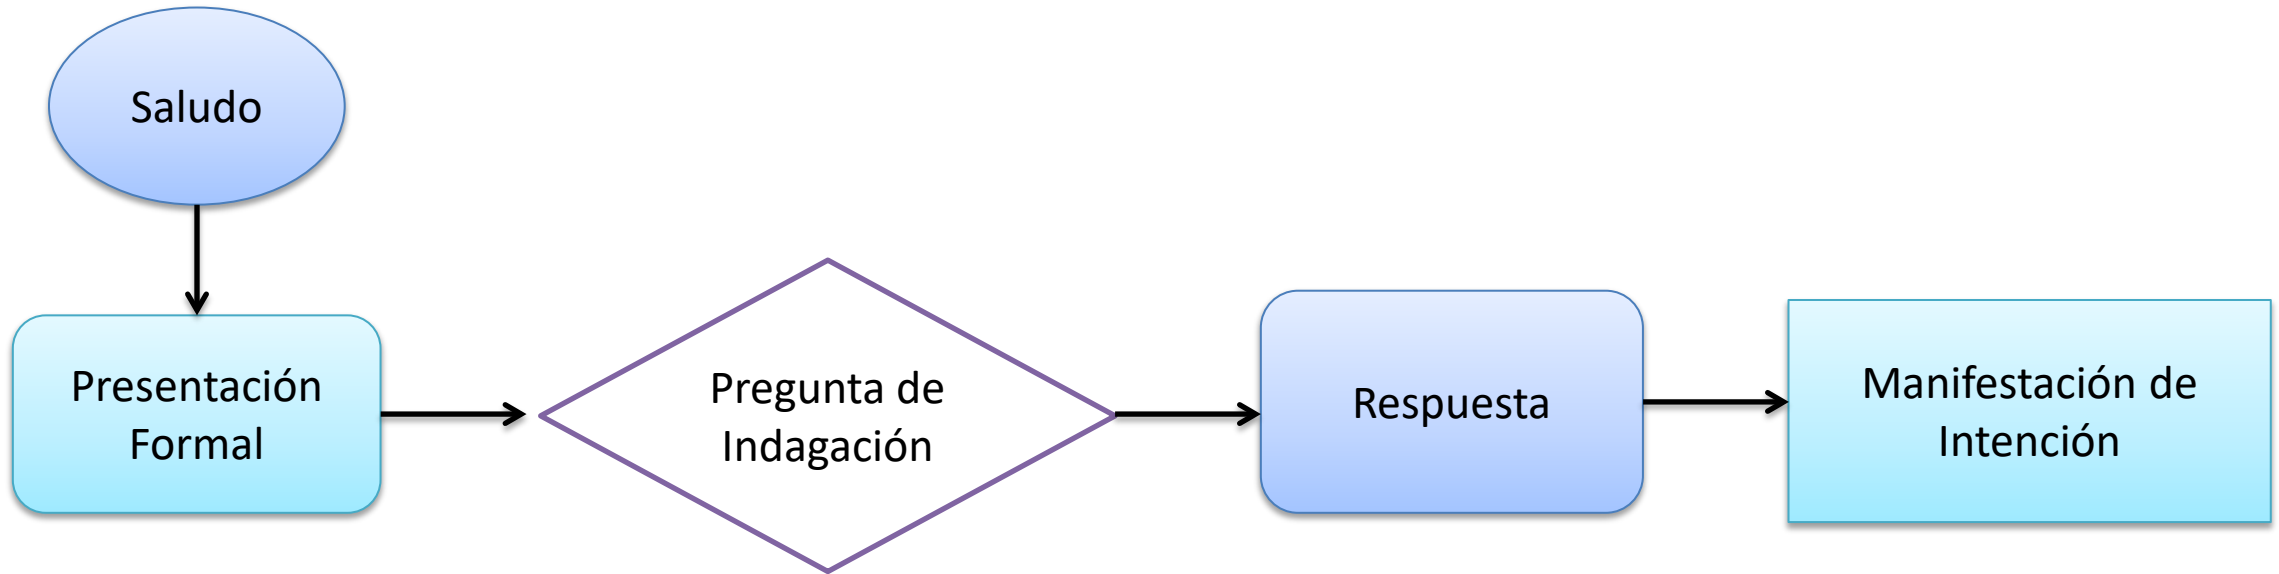 Saludo
Presentación
Formal
Pregunta de
Indagación
Respuesta
Manifestación de
Intención